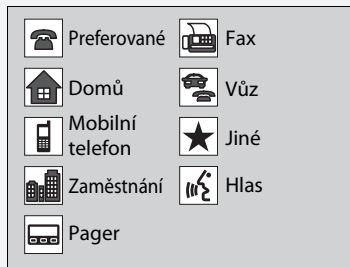 Preferované
Fax
Domů
Vůz
Mobilní
telefon
Jiné
Zaměstnání
Hlas
Pager